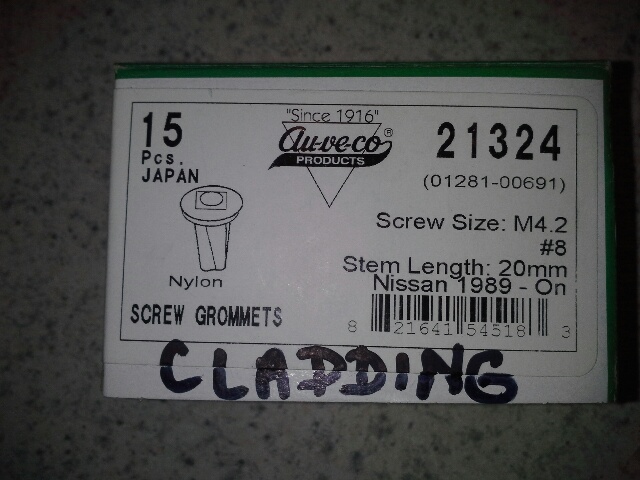 "Since 1916"
15
Pcs.
JAPAN
Au-ve-co®
PRODUCTS
21324
(01281-00691)
Screw Size: M4.2
#8
Stem Length: 20mm
Nissan 1989 - On
Nylon
SCREW GROMMETS
8 21641 54518 3
CLADDING